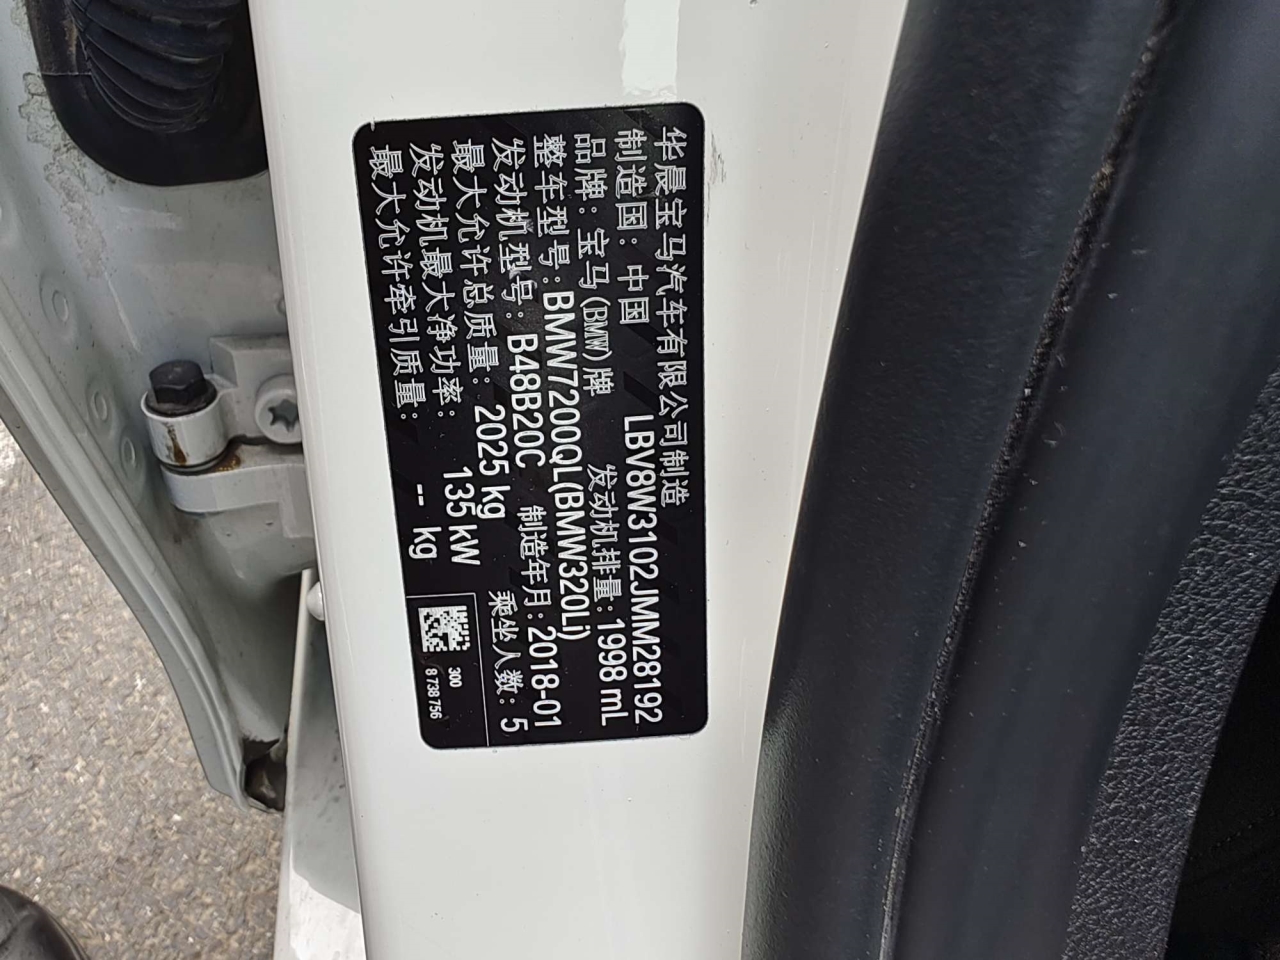 华晨宝马汽车有限公司制造
制造国：中国 LBV8W3102JMM28192
品牌：宝马(BMW)牌 发动机排量：1998 mL
整车型号：BMW7200QL(BMW320Li)
发动机型号：B48B20C 制造年月：2018-01
最大允许总质量：2025 kg 乘坐人数：5
发动机最大净功率：135 kW
最大允许牵引质量：-- kg
300
8 738 756